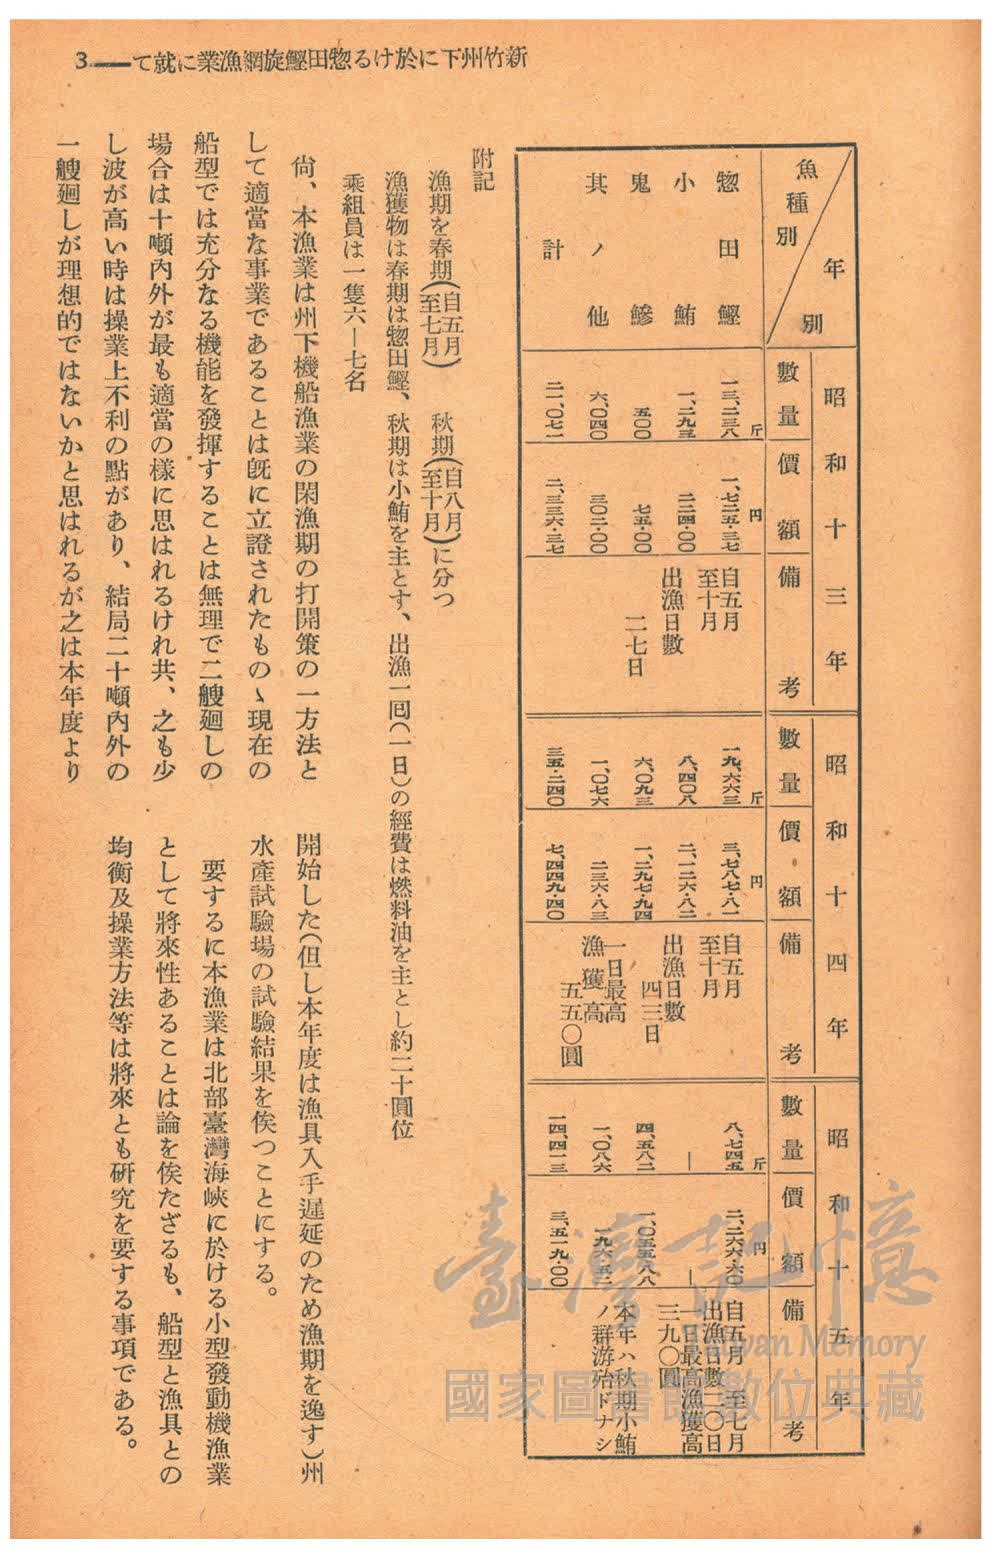 新竹州下に於ける惣田鰹旋網漁業に就て——3
魚種別
年別
昭和十三年
昭和十四年
昭和十五年
數量
價額
備考
數量
價額
備考
數量
價額
備考
惣田鰹
一三、二三八斤
一、七二五・三七円
自五月
至十月
一九、六六三斤
三、七八七・八一円
自五月
至十月
八、七四五斤
二、二六六・六〇円
自五月 至七月
出漁日數二〇日
小鮪
一、二九三
二三四・〇〇
出漁日數
二七日
八、四〇八
二、一二六・八二
出漁日數
四三日
—
—
一日最高漁獲高
三九〇圓
鬼鰺
五〇〇
七五・〇〇
六、〇九三
一、二九七・九四
一日最高
漁獲高
五五〇圓
四、五八二
一、〇五五・八八
本年ハ秋期小鮪
ノ群游殆ドナシ
其ノ他
六、〇四〇
三〇二・〇〇
一、〇七六
二三六・八三
一、〇八六
一九六・五二
計
二一、〇七一
二、三三六・三七
三五・二四〇
七、四四九・四〇
一四、四一三
三、五一九・〇〇
附記
漁期を春期(自五月至七月) 秋期(自八月至十月)に分つ
漁獲物は春期は惣田鰹、秋期は小鮪を主とす、出漁一囘(一日)の經費は燃料油を主とし約二十圓位
乘組員は一隻六—七名
尙、本漁業は州下機船漁業の閑漁期の打開策の一方法と
して適當な事業であることは既に立證されたものゝ現在の
船型では充分なる機能を發揮することは無理で二艘廻しの
場合は十噸內外が最も適當の樣に思はれるけれ共、之も少
し波が高い時は操業上不利の點があり、結局二十噸內外の
一艘廻しが理想的ではないかと思はれるが之は本年度より
開始した(但し本年度は漁具入手遲延のため漁期を逸す)州
水產試驗場の試驗結果を俟つことにする。
要するに本漁業は北部臺灣海峽に於ける小型發動機漁業
として將來性あることは論を俟たざるも、船型と漁具との
均衡及操業方法等は將來とも研究を要する事項である。
臺灣記憶
Taiwan Memory
國家圖書館數位典藏